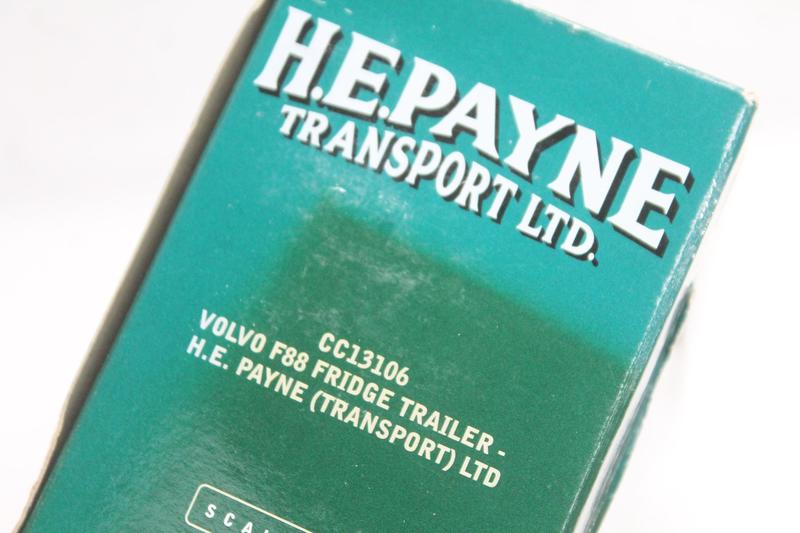 H.E.PAYNE
TRANSPORT LTD.
CC13106
VOLVO F88 FRIDGE TRAILER -
H.E. PAYNE (TRANSPORT) LTD